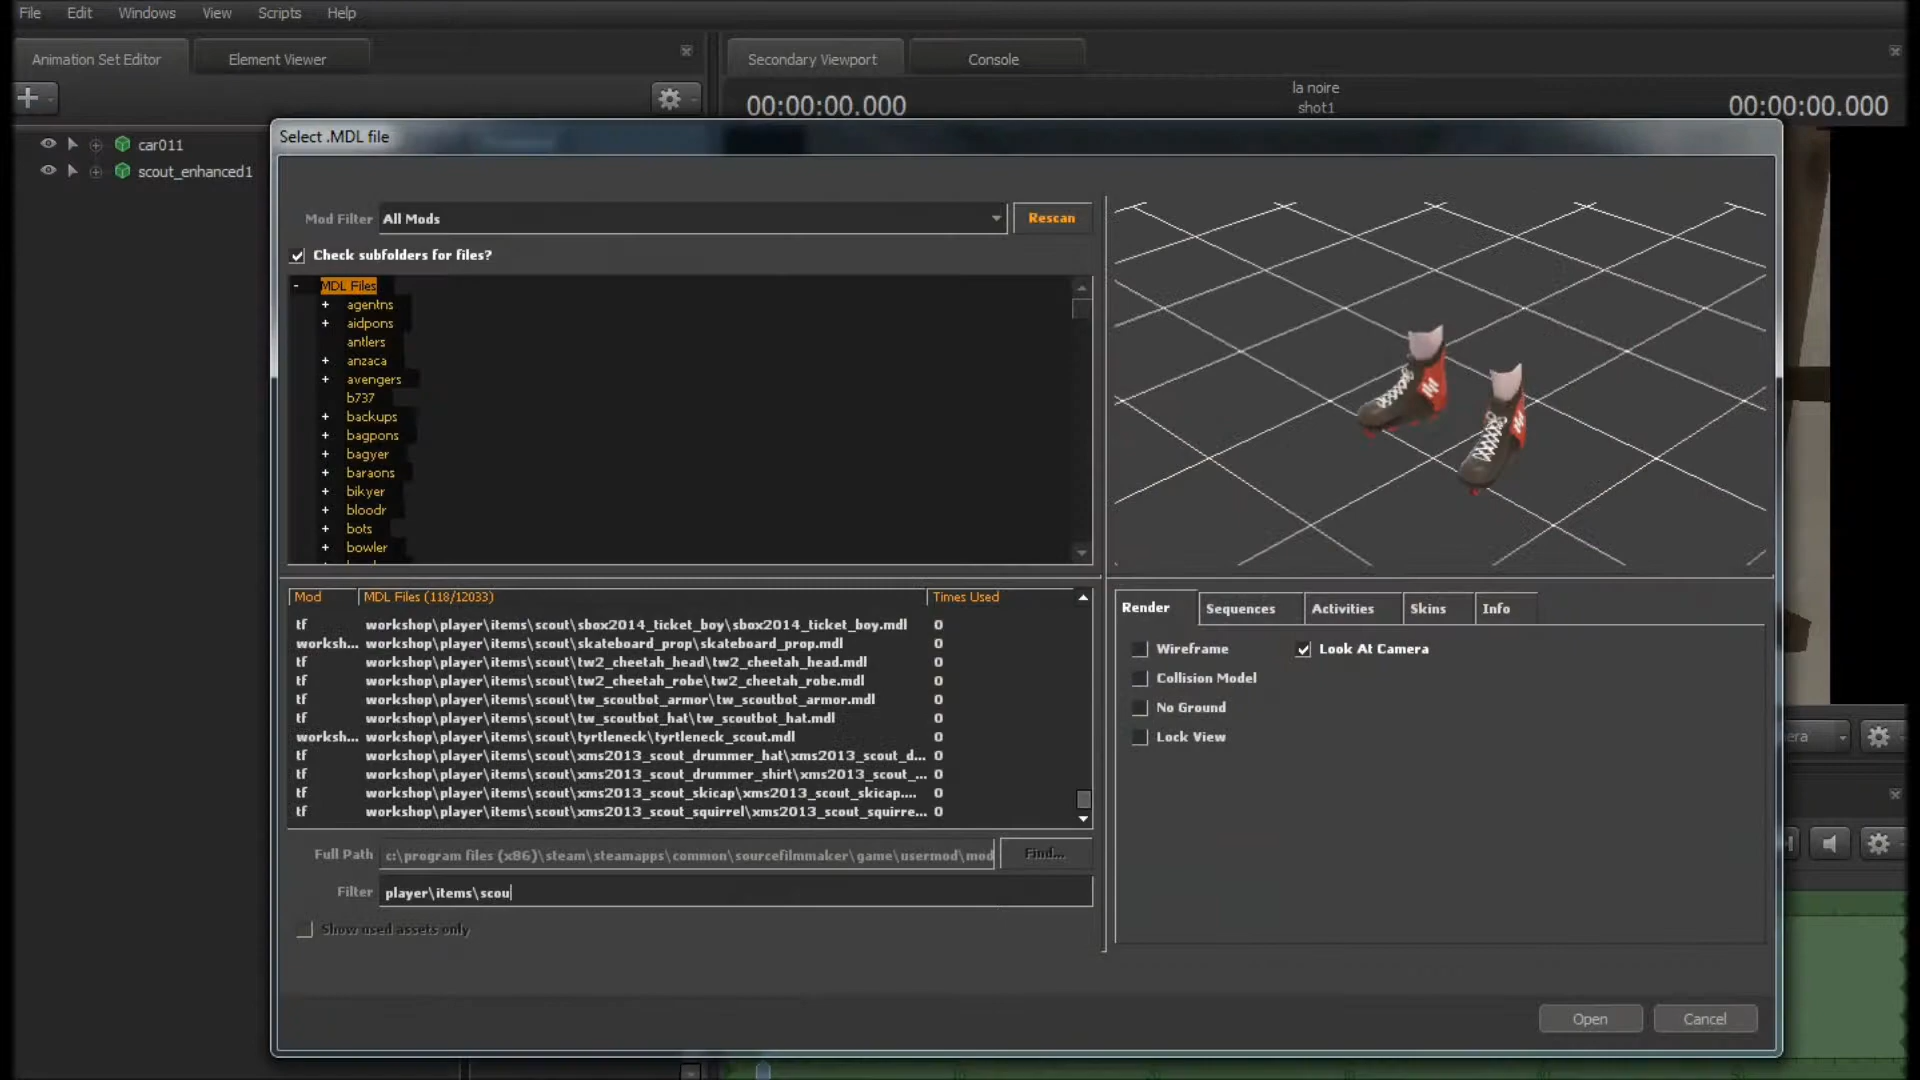 File Edit Windows View Scripts Help
Animation Set Editor Element Viewer
Secondary Viewport Console
00:00:00.000
la noire
shot1
00:00:00.000
car011
scout_enhanced1
Select .MDL file
Mod Filter All Mods Rescan
Check subfolders for files?
MDL Files
agentns
aidpons
antlers
anzaca
avengers
b737
backups
bagpons
bagyer
baraons
bikyer
bloodr
bots
bowler
Mod MDL Files (118/12033) Times Used
tf workshop\player\items\scout\sbox2014_ticket_boy\sbox2014_ticket_boy.mdl 0
worksh... workshop\player\items\scout\skateboard_prop\skateboard_prop.mdl 0
tf workshop\player\items\scout\tw2_cheetah_head\tw2_cheetah_head.mdl 0
tf workshop\player\items\scout\tw2_cheetah_robe\tw2_cheetah_robe.mdl 0
tf workshop\player\items\scout\tw_scoutbot_armor\tw_scoutbot_armor.mdl 0
tf workshop\player\items\scout\tw_scoutbot_hat\tw_scoutbot_hat.mdl 0
worksh... workshop\player\items\scout\tyrtleneck\tyrtleneck_scout.mdl 0
tf workshop\player\items\scout\xms2013_scout_drummer_hat\xms2013_scout_d... 0
tf workshop\player\items\scout\xms2013_scout_drummer_shirt\xms2013_scout_... 0
tf workshop\player\items\scout\xms2013_scout_skicap\xms2013_scout_skicap.... 0
tf workshop\player\items\scout\xms2013_scout_squirrel\xms2013_scout_squirre... 0
Full Path c:\program files (x86)\steam\steamapps\common\sourcefilmmaker\game\usermod\mod Find...
Filter player\items\scou
Show used assets only
Render Sequences Activities Skins Info
Wireframe Look At Camera
Collision Model
No Ground
Lock View
era
Open Cancel